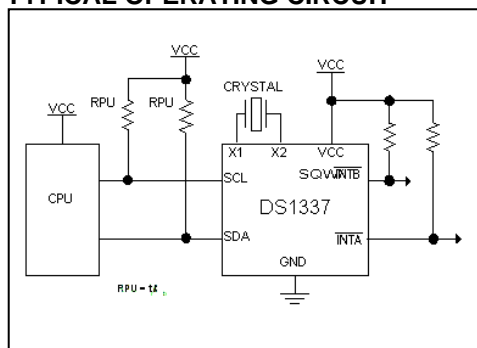 TYPICAL OPERATING CIRCUIT
VCC
VCC
CRYSTAL
RPU
RPU
VCC
X1
X2
VCC
SCL
SQW/INTB
CPU
DS1337
SDA
INTA
GND
RPU =